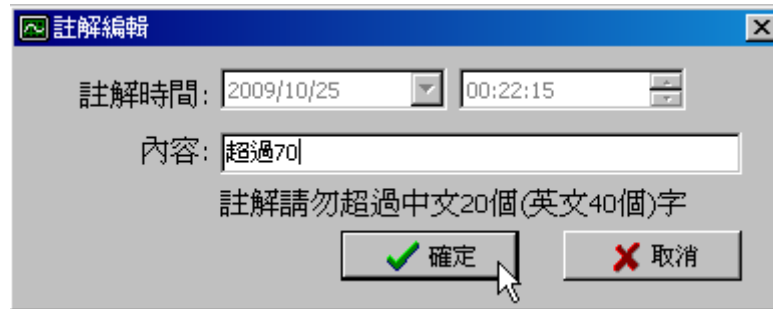 註解編輯
註解時間: 2009/10/25 00:22:15
內容: 超過70
註解請勿超過中文20個(英文40個)字
確定 取消